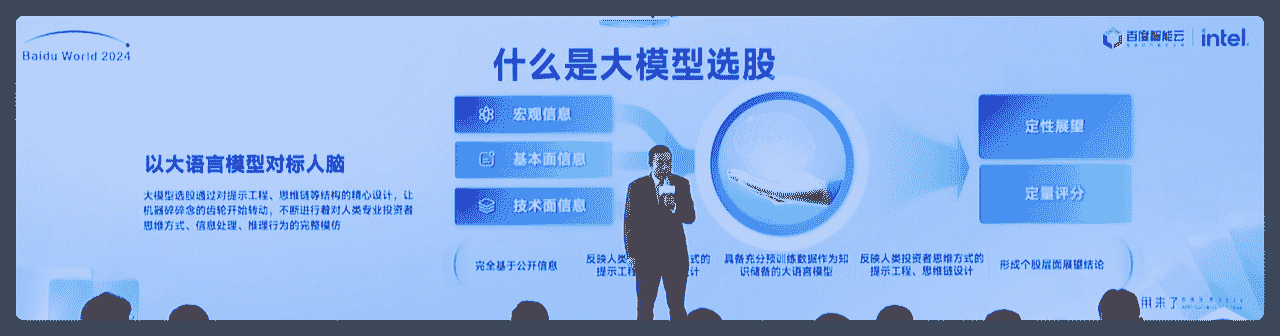 Baidu World 2024
百度智能云
intel
什么是大模型选股
以大语言模型对标人脑
大模型选股通过对提示工程、思维链等结构的精心设计，让
机器碎碎念的齿轮开始转动，不断进行着对人类专业投资者
思维方式、信息处理、推理行为的完整模仿
宏观信息
基本面信息
技术面信息
定性展望
定量评分
完全基于公开信息
反映人类
式的
提示工程
设计
具备充分预训练数据作为知
识储备的大语言模型
反映人类投资者思维方式的
提示工程、思维链设计
形成个股层面展望结论
用来了